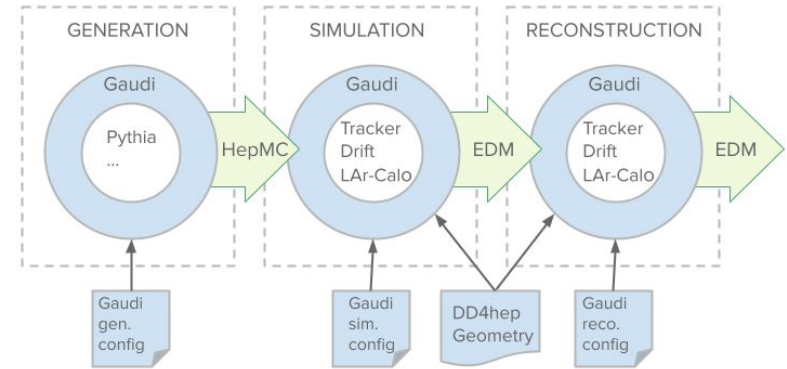 GENERATION
SIMULATION
RECONSTRUCTION
Gaudi
Gaudi
Gaudi
Pythia
...
HepMC
Tracker
Drift
LAr-Calo
EDM
Tracker
Drift
LAr-Calo
EDM
Gaudi
gen.
config
Gaudi
sim.
config
DD4hep
Geometry
Gaudi
reco.
config